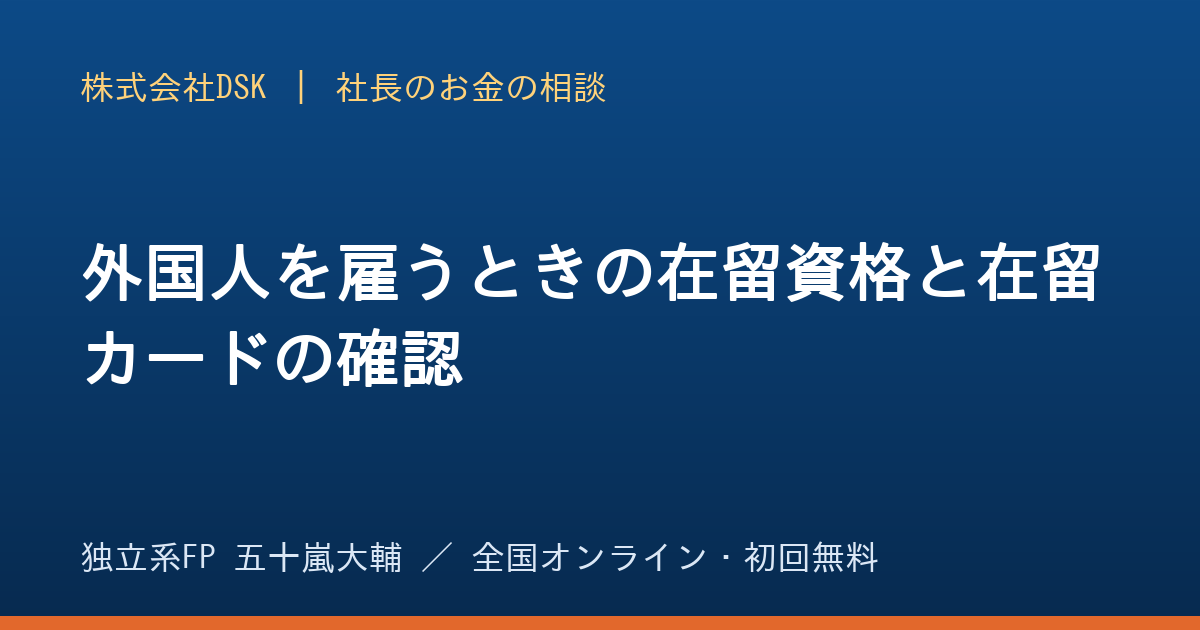 株式会社DSK ｜ 社長のお金の相談
外国人を雇うときの在留資格と在留
カードの確認
独立系FP 五十嵐大輔 ／ 全国オンライン・初回無料